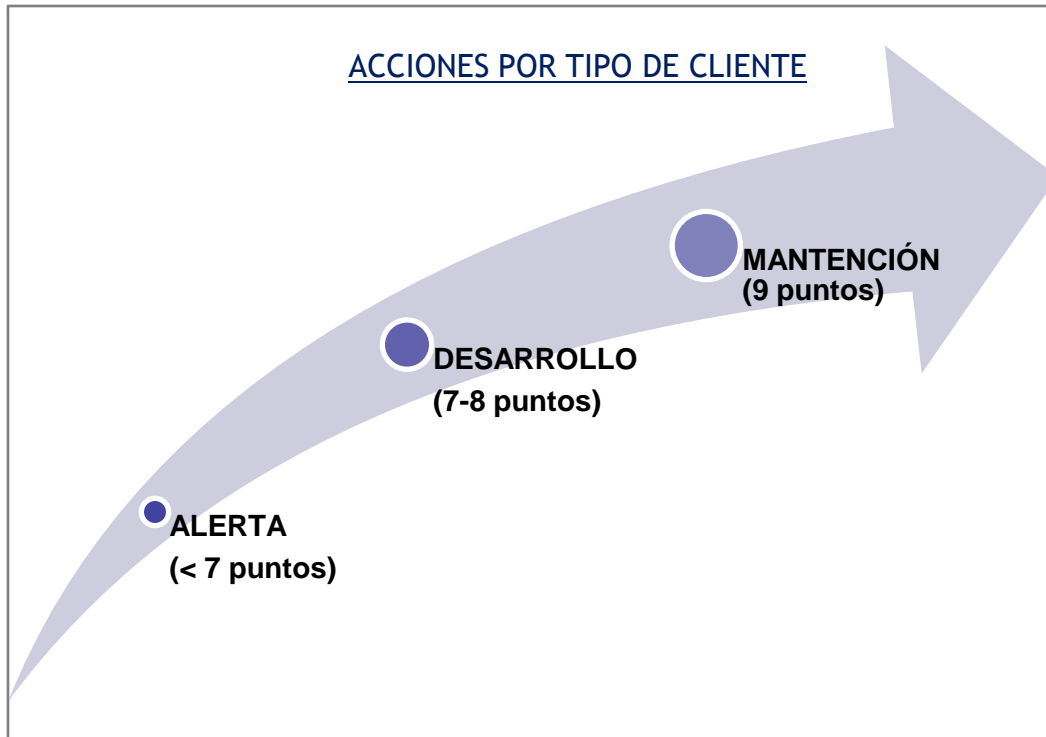 ACCIONES POR TIPO DE CLIENTE
MANTENCIÓN
(9 puntos)
DESARROLLO
(7-8 puntos)
ALERTA
(< 7 puntos)